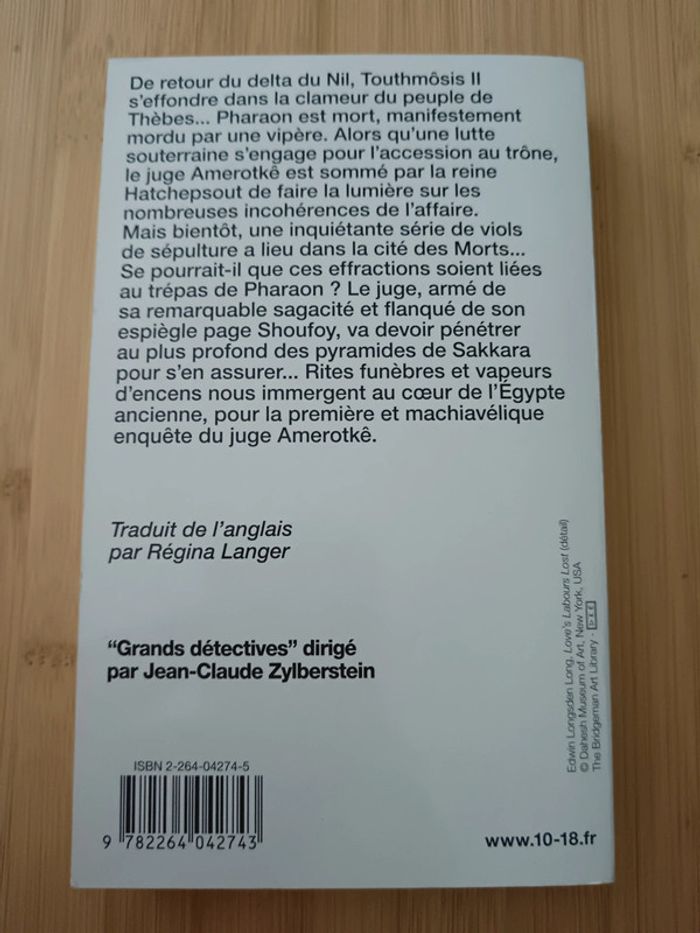 De retour du delta du Nil, Touthmôsis II
s'effondre dans la clameur du peuple de
Thèbes... Pharaon est mort, manifestement
mordu par une vipère. Alors qu'une lutte
souterraine s'engage pour l'accession au trône,
le juge Amerotkê est sommé par la reine
Hatchepsout de faire la lumière sur les
nombreuses incohérences de l'affaire.
Mais bientôt, une inquiétante série de viols
de sépulture a lieu dans la cité des Morts...
Se pourrait-il que ces effractions soient liées
au trépas de Pharaon ? Le juge, armé de
sa remarquable sagacité et flanqué de son
espiègle page Shoufoy, va devoir pénétrer
au plus profond des pyramides de Sakkara
pour s'en assurer... Rites funèbres et vapeurs
d'encens nous immergent au cœur de l'Égypte
ancienne, pour la première et machiavélique
enquête du juge Amerotkê.
Traduit de l'anglais
par Régina Langer
"Grands détectives" dirigé
par Jean-Claude Zylberstein
Edwin Longsden Long, Love's Labours Lost (détail)
© Dahesh Museum of Art, New York, USA
The Bridgeman Art Library ·
ISBN 2-264-04274-5
9 782264 042743
www.10-18.fr